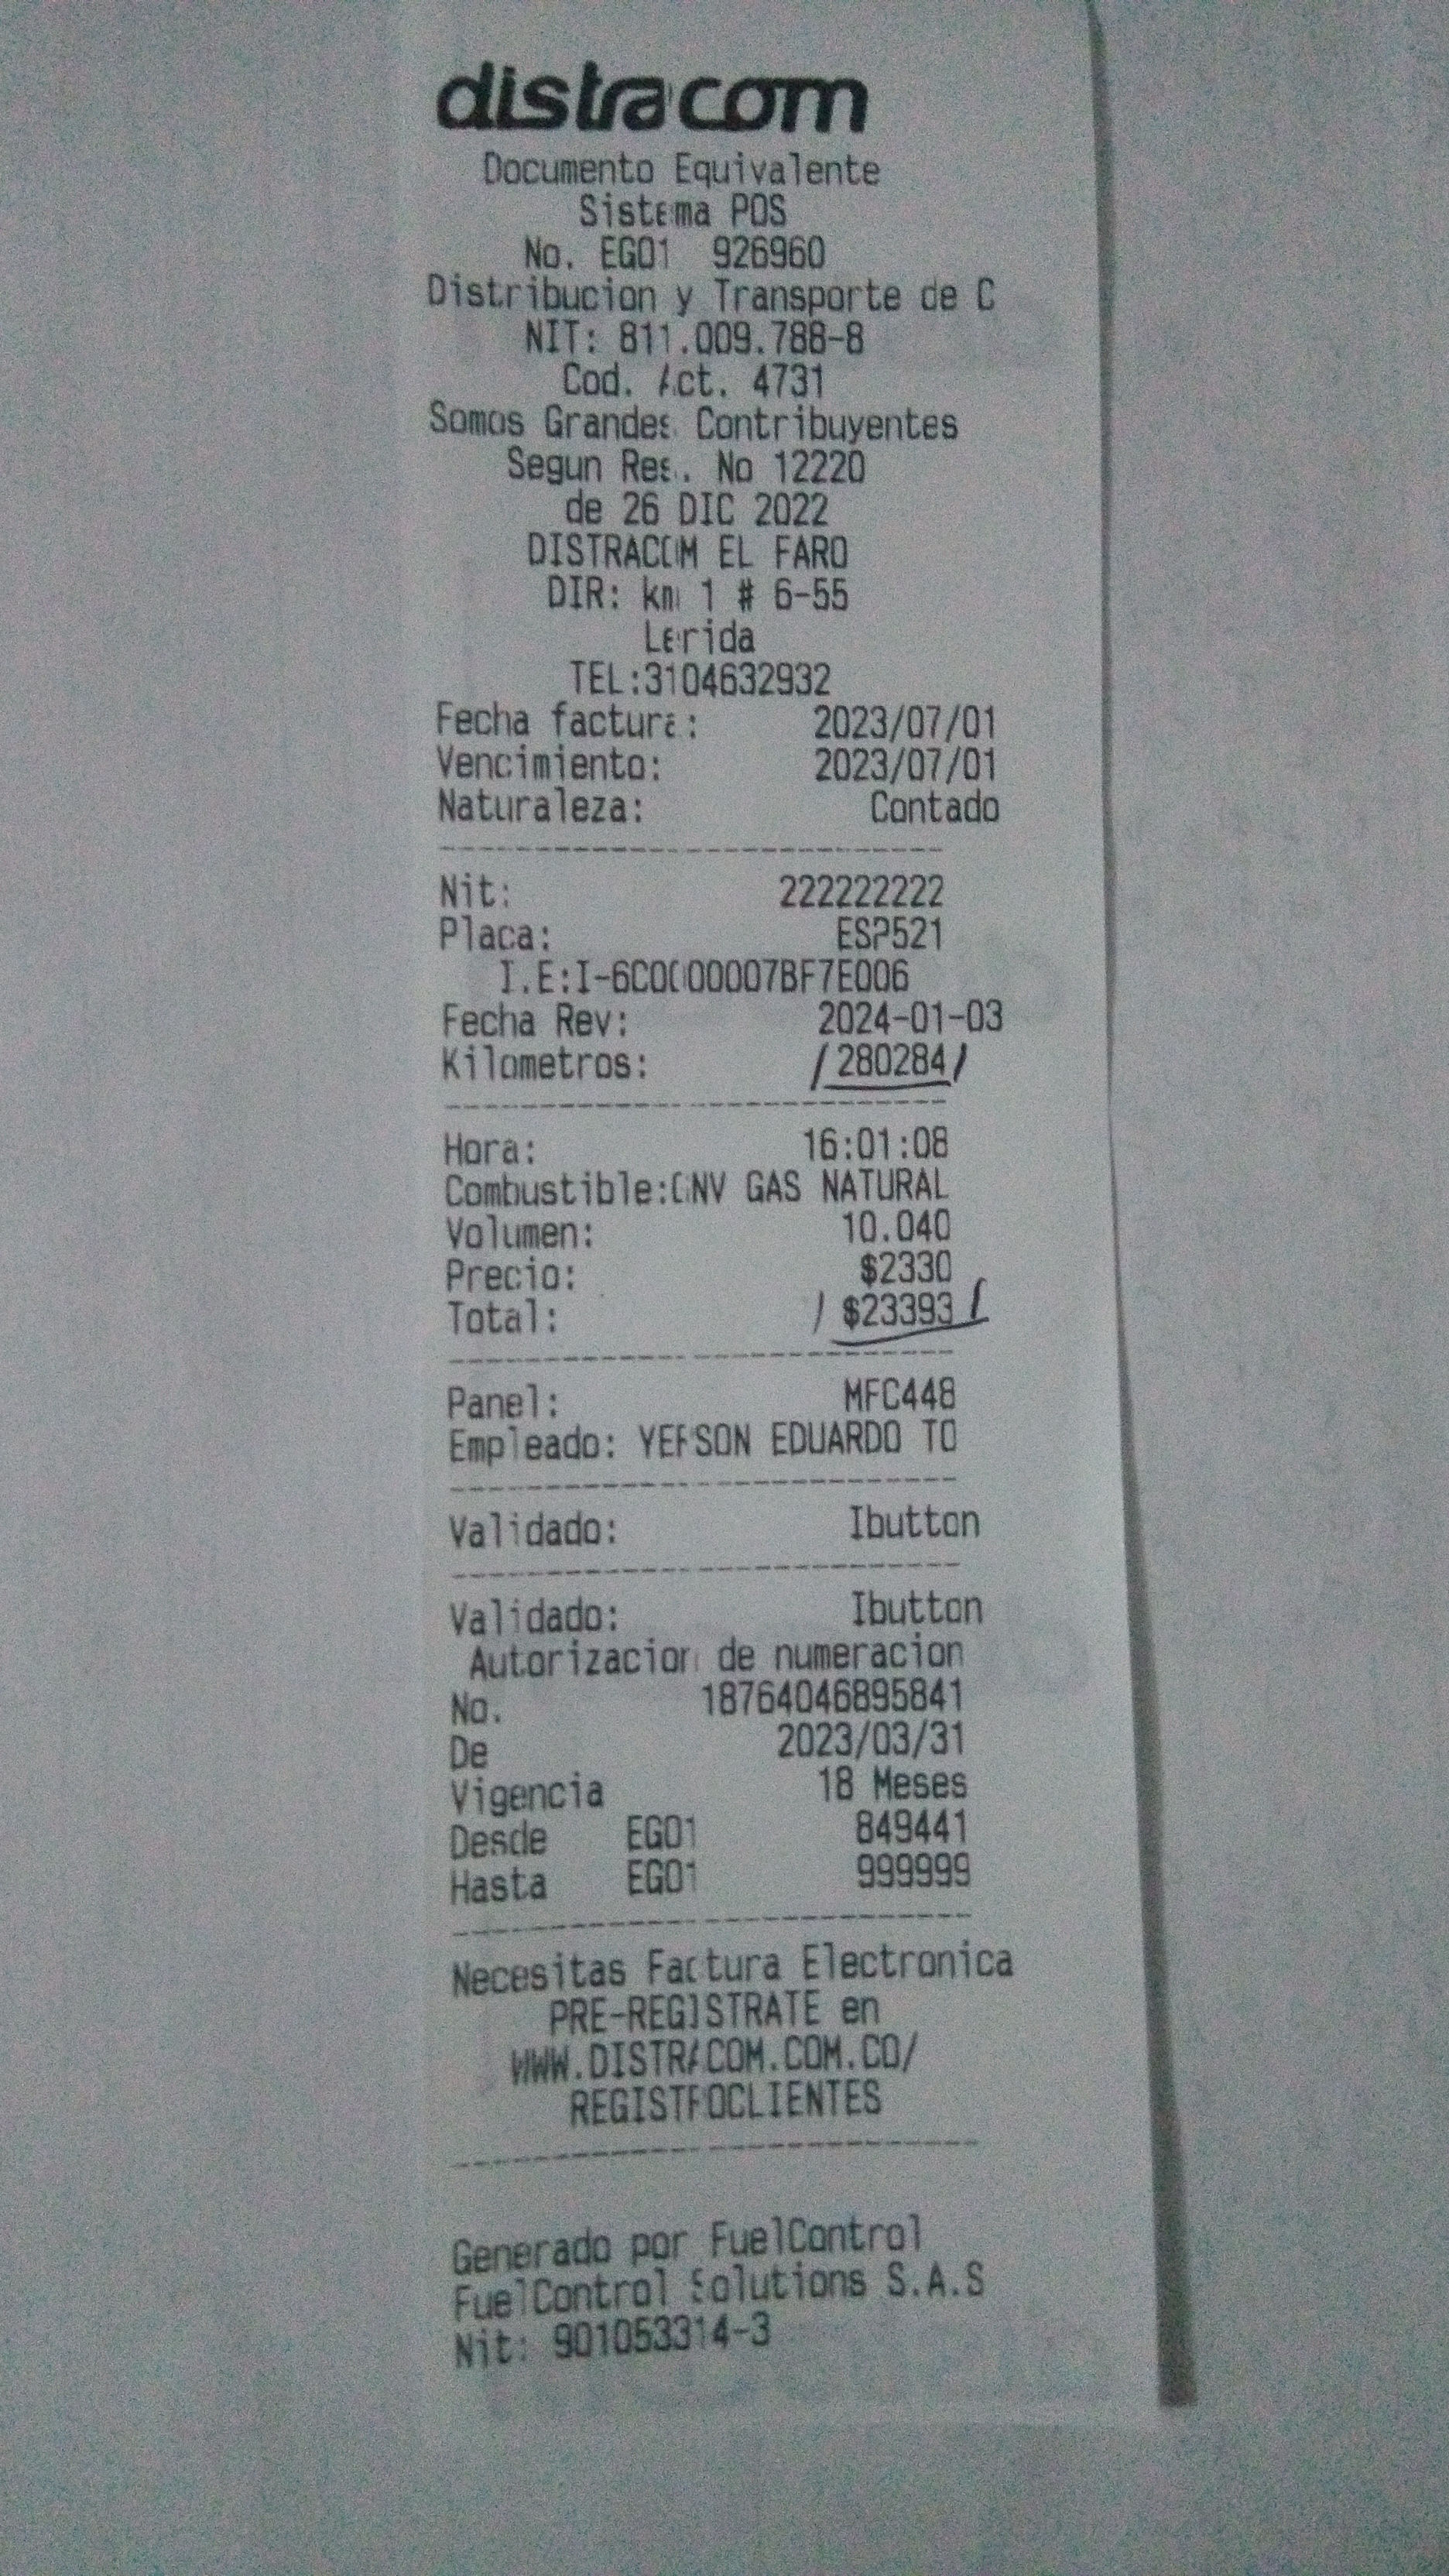 distracom
Documento Equivalente
Sistema POS
No. EGO1 926960
Distribucion y Transporte de C
NIT: 811.009.788-8
Cod. Act. 4731
Somos Grandes Contribuyentes
Segun Res. No 12220
de 26 DIC 2022
DISTRACOM EL FARO
DIR: km 1 # 6-55
Lerida
TEL:3104632932
Fecha factura: 2023/07/01
Vencimiento: 2023/07/01
Naturaleza: Contado
Nit: 222222222
Placa:
Fecha Rev: 2024-01-03
Kilometros: /280284/
Hora: 16:01:08
Combustible:GNV GAS NATURAL
Volumen: 10.040
Precio: $2330
Total: $23393
Panel: MFC448
Empleado: YERSON EDUARDO TO
Validado: Ibutton
Validado: Ibutton
Autorizacion de numeracion
No. 18764046895841
De 2023/03/31
Vigencia 18 Meses
Desde EGO1 849441
Hasta EGO1 999999
Necesitas Factura Electronica
PRE-REGISTRATE en
WWW.DISTRACOM.COM.CO/
REGISTROCLIENTES
Generado por FuelControl
FuelControl Solutions S.A.S
Nit: 901053314-3